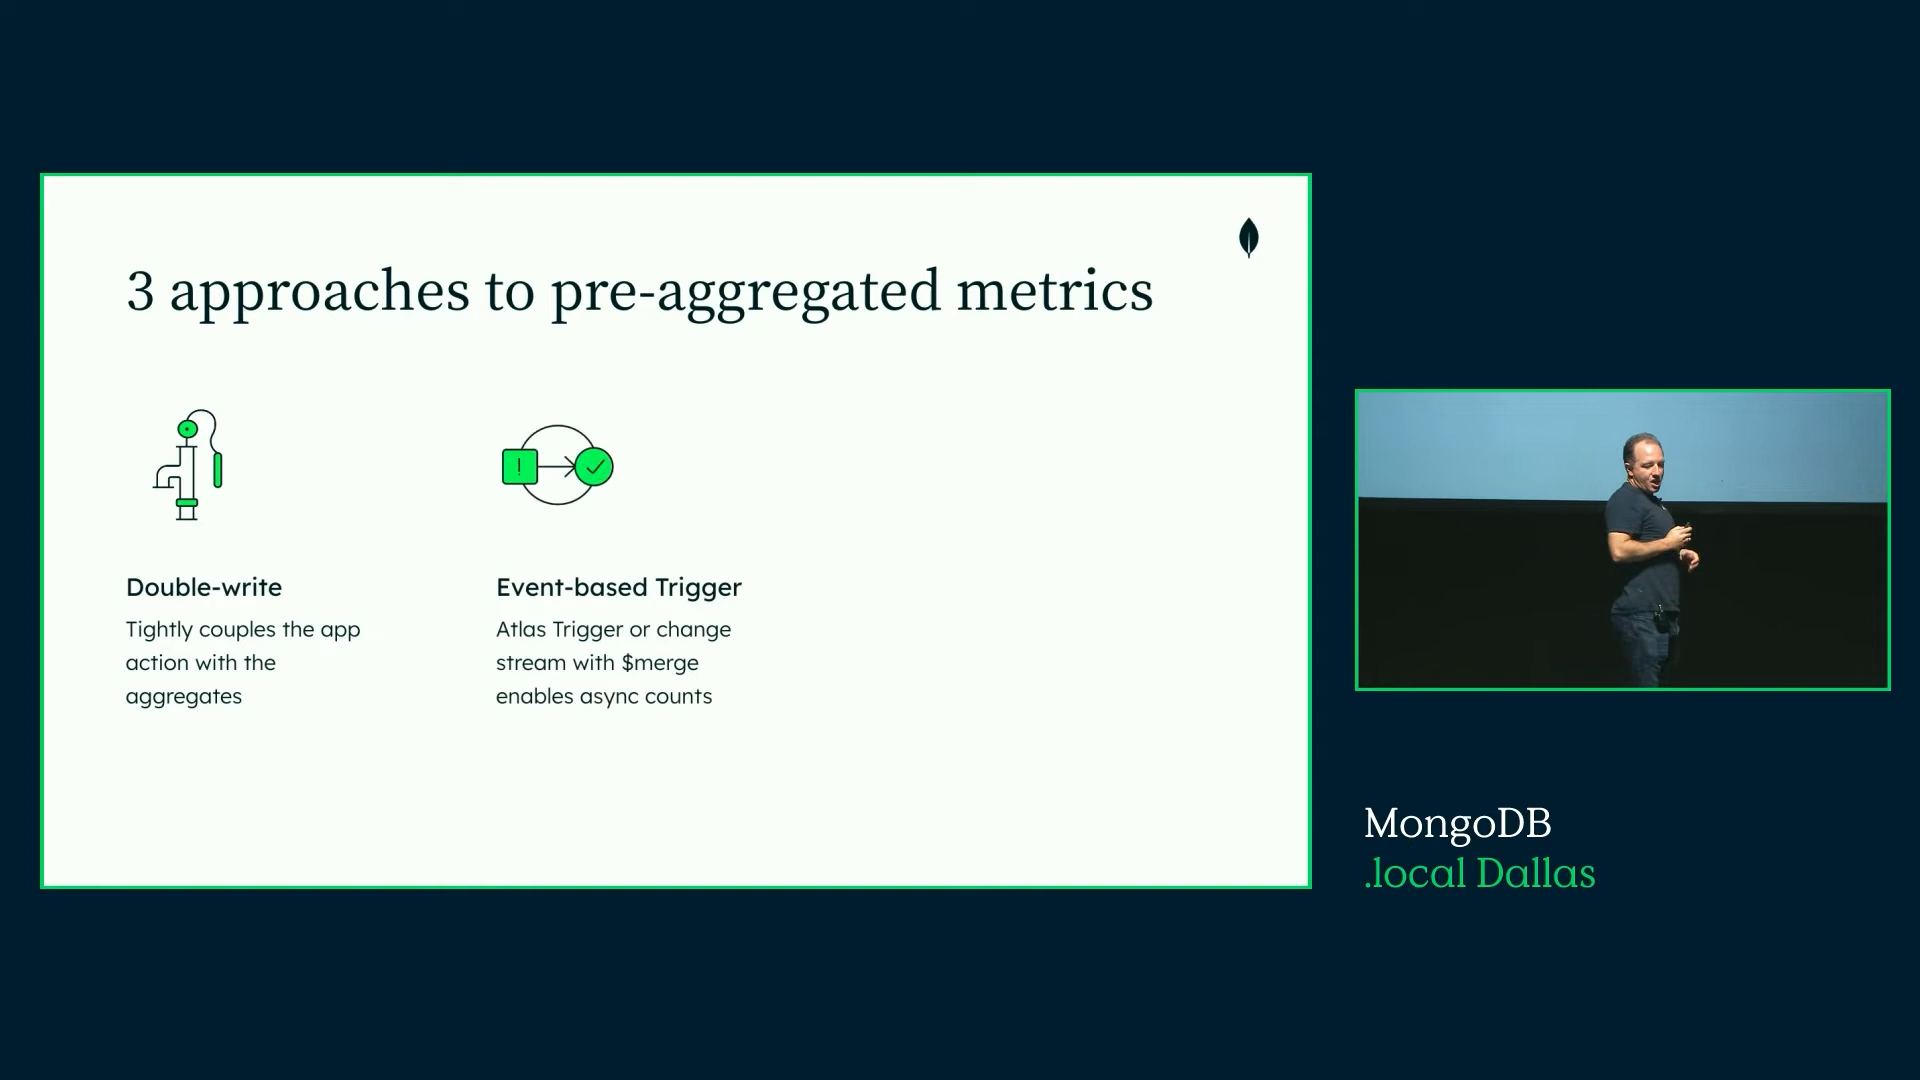 3 approaches to pre-aggregated metrics
Double-write
Tightly couples the app
action with the
aggregates
Event-based Trigger
Atlas Trigger or change
stream with $merge
enables async counts
MongoDB
.local Dallas